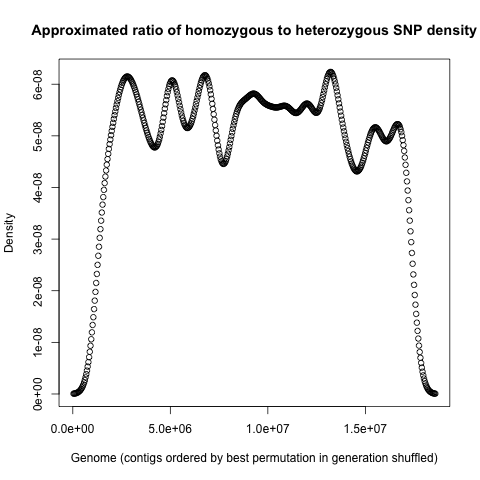 Approximated ratio of homozygous to heterozygous SNP density
6e-08
5e-08
4e-08
3e-08
2e-08
1e-08
0e+00
Density
0.0e+00 5.0e+06 1.0e+07 1.5e+07
Genome (contigs ordered by best permutation in generation shuffled)